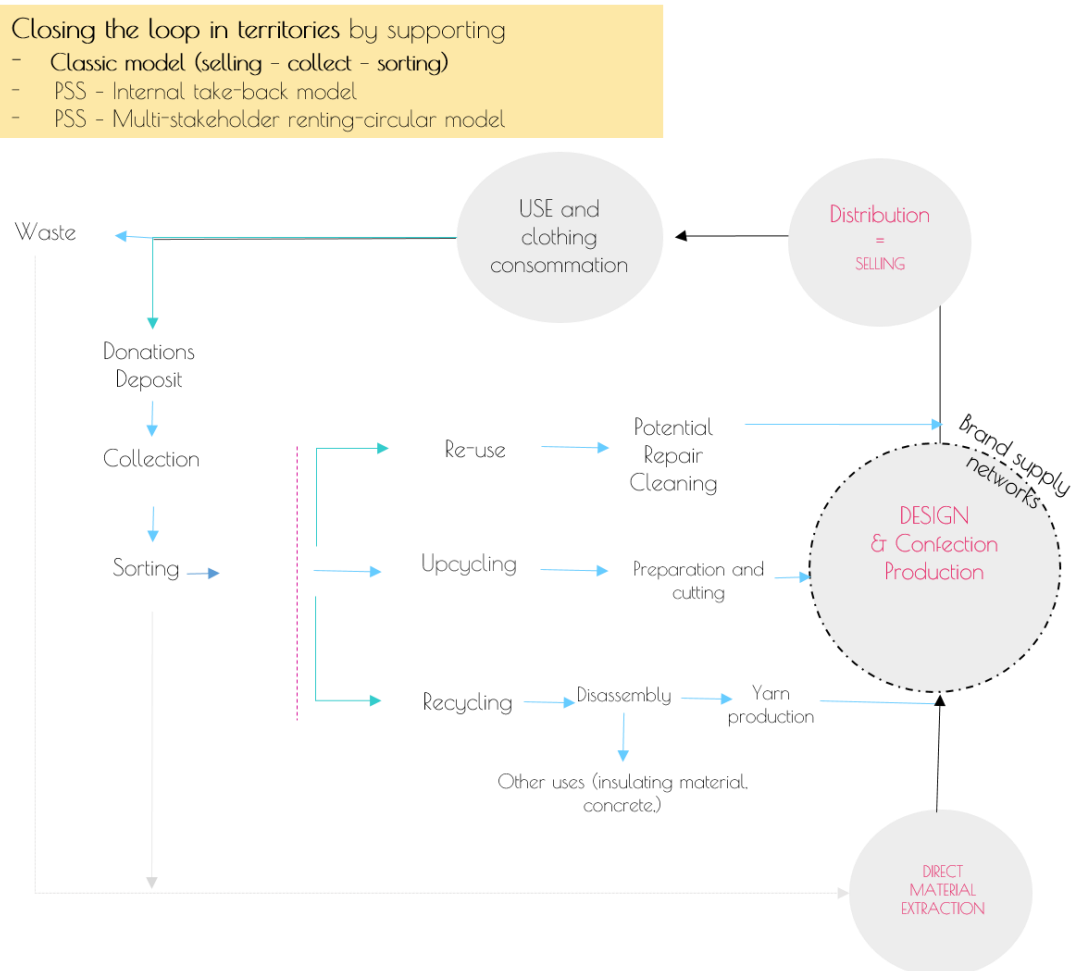 Closing the loop in territories by supporting
- Classic model (selling – collect – sorting)
- PSS – Internal take-back model
- PSS – Multi-stakeholder renting-circular model
USE and
clothing
consommation
Distribution
=
SELLING
Waste
Donations
Deposit
Collection
Sorting
Re-use
Potential
Repair
Cleaning
Brand supply
networks
Upcycling
Preparation and
cutting
DESIGN
& Confection
Production
Recycling
Disassembly
Yarn
production
Other uses (insulating material,
concrete,)
DIRECT
MATERIAL
EXTRACTION